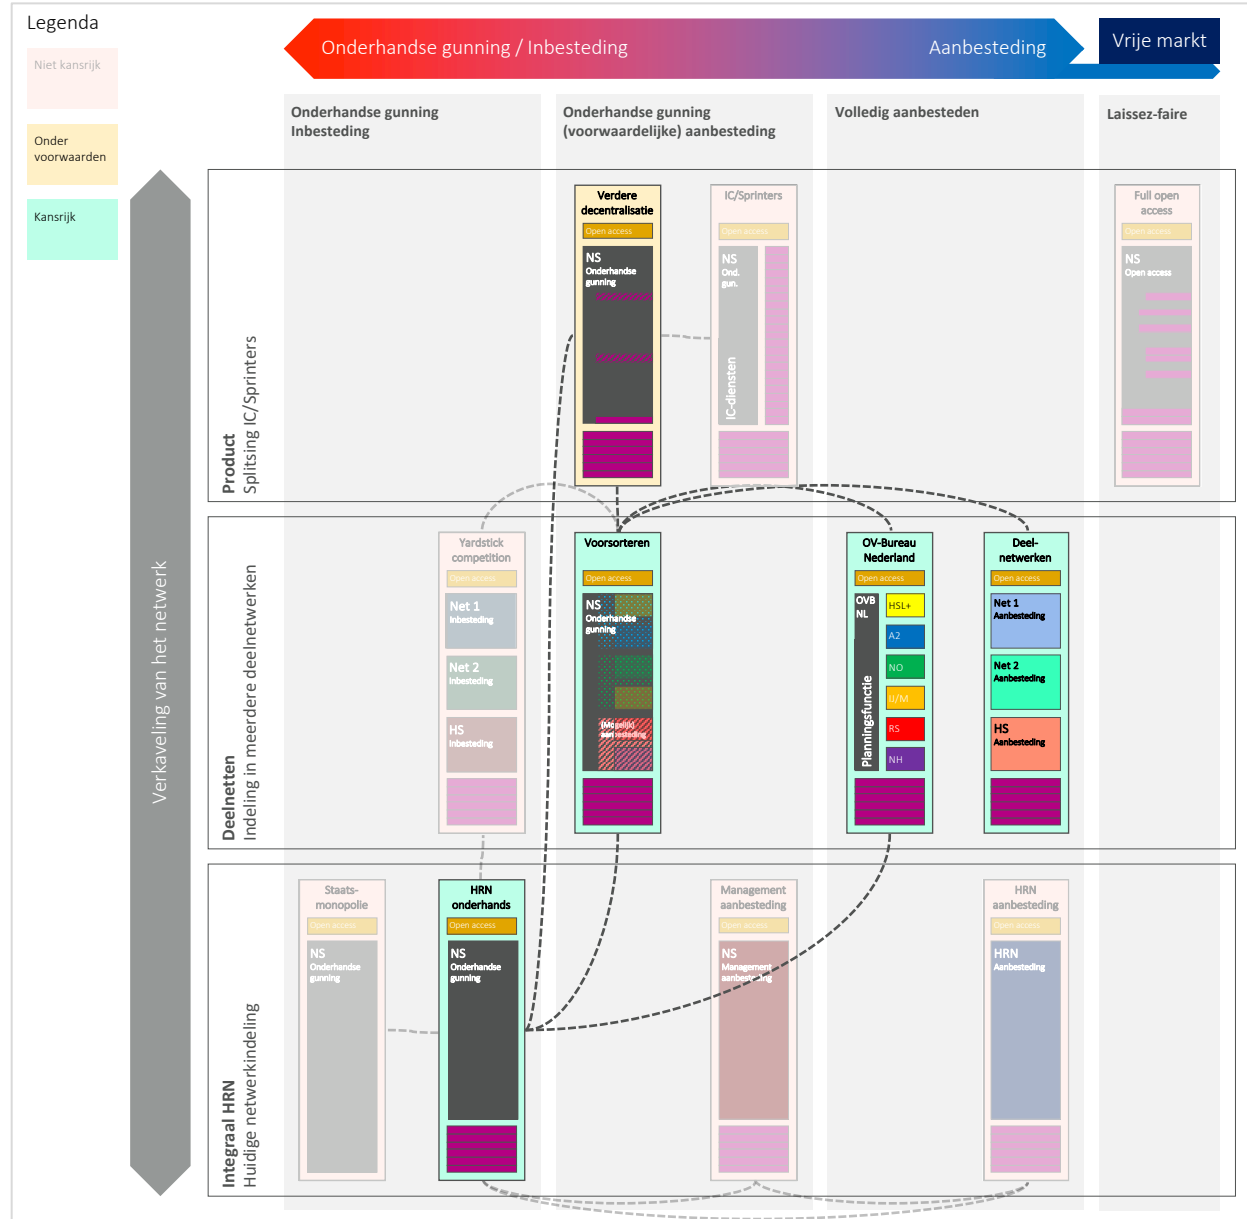 Legenda
Niet kansrijk
Onder
voorwaarden
Kansrijk
Onderhandse gunning / Inbesteding
Aanbesteding
Vrije markt
Onderhandse gunning
Inbesteding
Onderhandse gunning
(voorwaardelijke) aanbesteding
Volledig aanbesteden
Laissez-faire
Verkaveling van het netwerk
Product
Splitsing IC/Sprinters
Verdere
decentralisatie
Open access
NS
Onderhandse
gunning
IC/Sprinters
Open access
NS
Ond.
gun.
IC-diensten
Full open
access
Open access
NS
Open access
Deelnetten
Indeling in meerdere deelnetwerken
Yardstick
competition
Open access
Net 1
Inbesteding
Net 2
Inbesteding
HS
Inbesteding
Voorsorteren
Open access
NS
Onderhandse
gunning
(Mogelijk)
aanbesteding
OV-Bureau
Nederland
Open access
OVB
NL
Planningsfunctie
HSL+
A2
NO
IJ/M
RS
NH
Deel-
netwerken
Open access
Net 1
Aanbesteding
Net 2
Aanbesteding
HS
Aanbesteding
Integraal HRN
Huidige netwerkindeling
Staats-
monopolie
Open access
NS
Onderhandse
gunning
HRN
onderhands
Open access
NS
Onderhandse
gunning
Management
aanbesteding
Open access
NS
Management
aanbesteding
HRN
aanbesteding
Open access
HRN
Aanbesteding